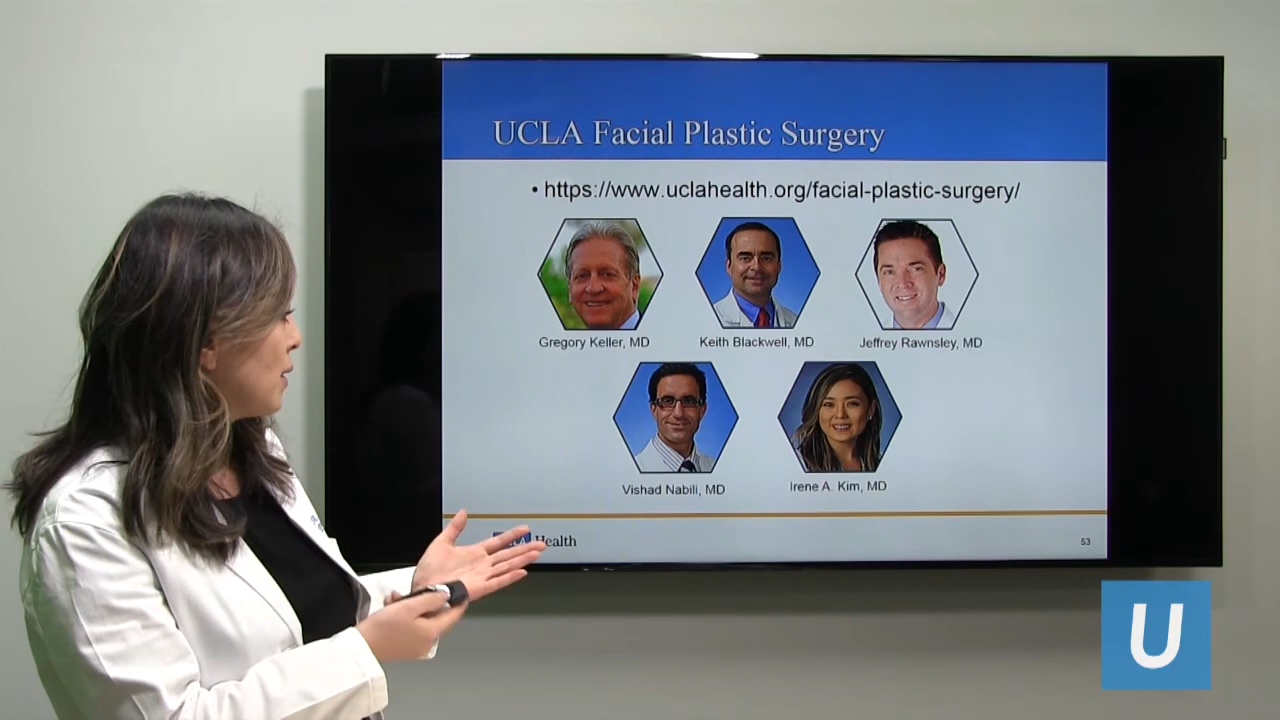 UCLA Facial Plastic Surgery
• https://www.uclahealth.org/facial-plastic-surgery/
Gregory Keller, MD
Keith Blackwell, MD
Jeffrey Rawnsley, MD
Vishad Nabili, MD
Irene A. Kim, MD
Health
53
U